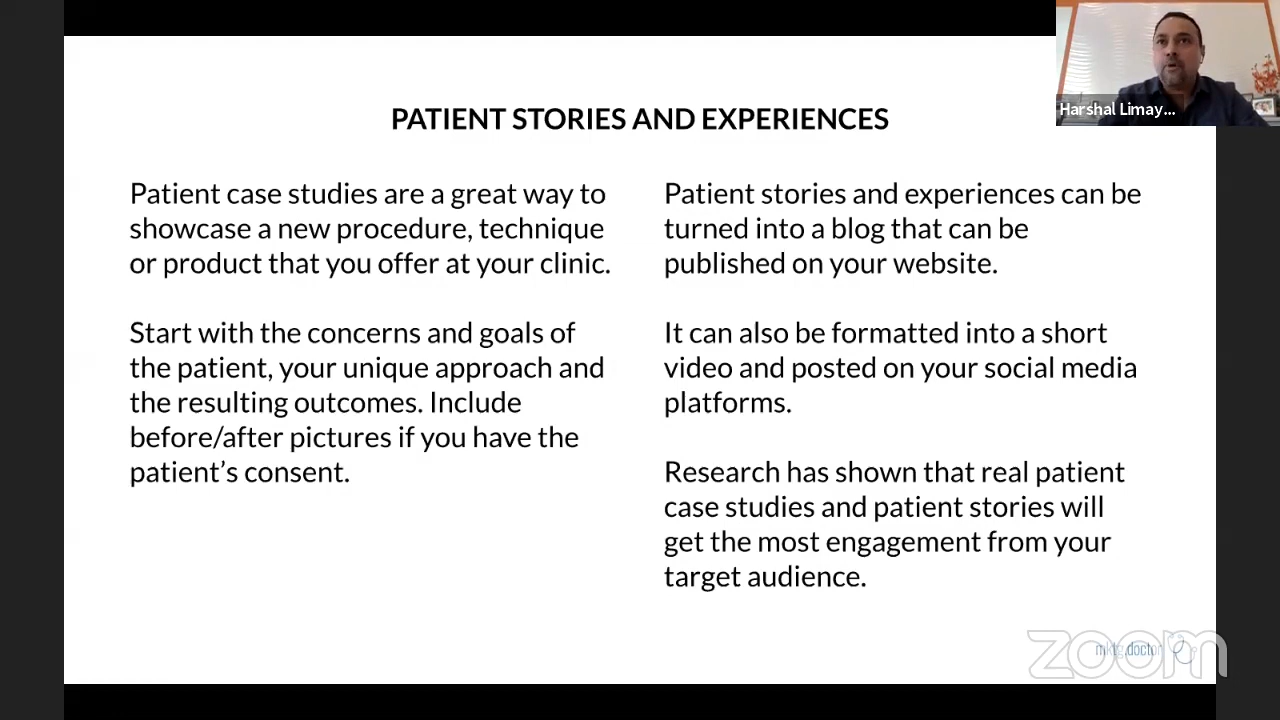 PATIENT STORIES AND EXPERIENCES
Harshal Limay...
Patient case studies are a great way to
showcase a new procedure, technique
or product that you offer at your clinic.
Start with the concerns and goals of
the patient, your unique approach and
the resulting outcomes. Include
before/after pictures if you have the
patient’s consent.
Patient stories and experiences can be
turned into a blog that can be
published on your website.
It can also be formatted into a short
video and posted on your social media
platforms.
Research has shown that real patient
case studies and patient stories will
get the most engagement from your
target audience.
mktg.doctor
zoom